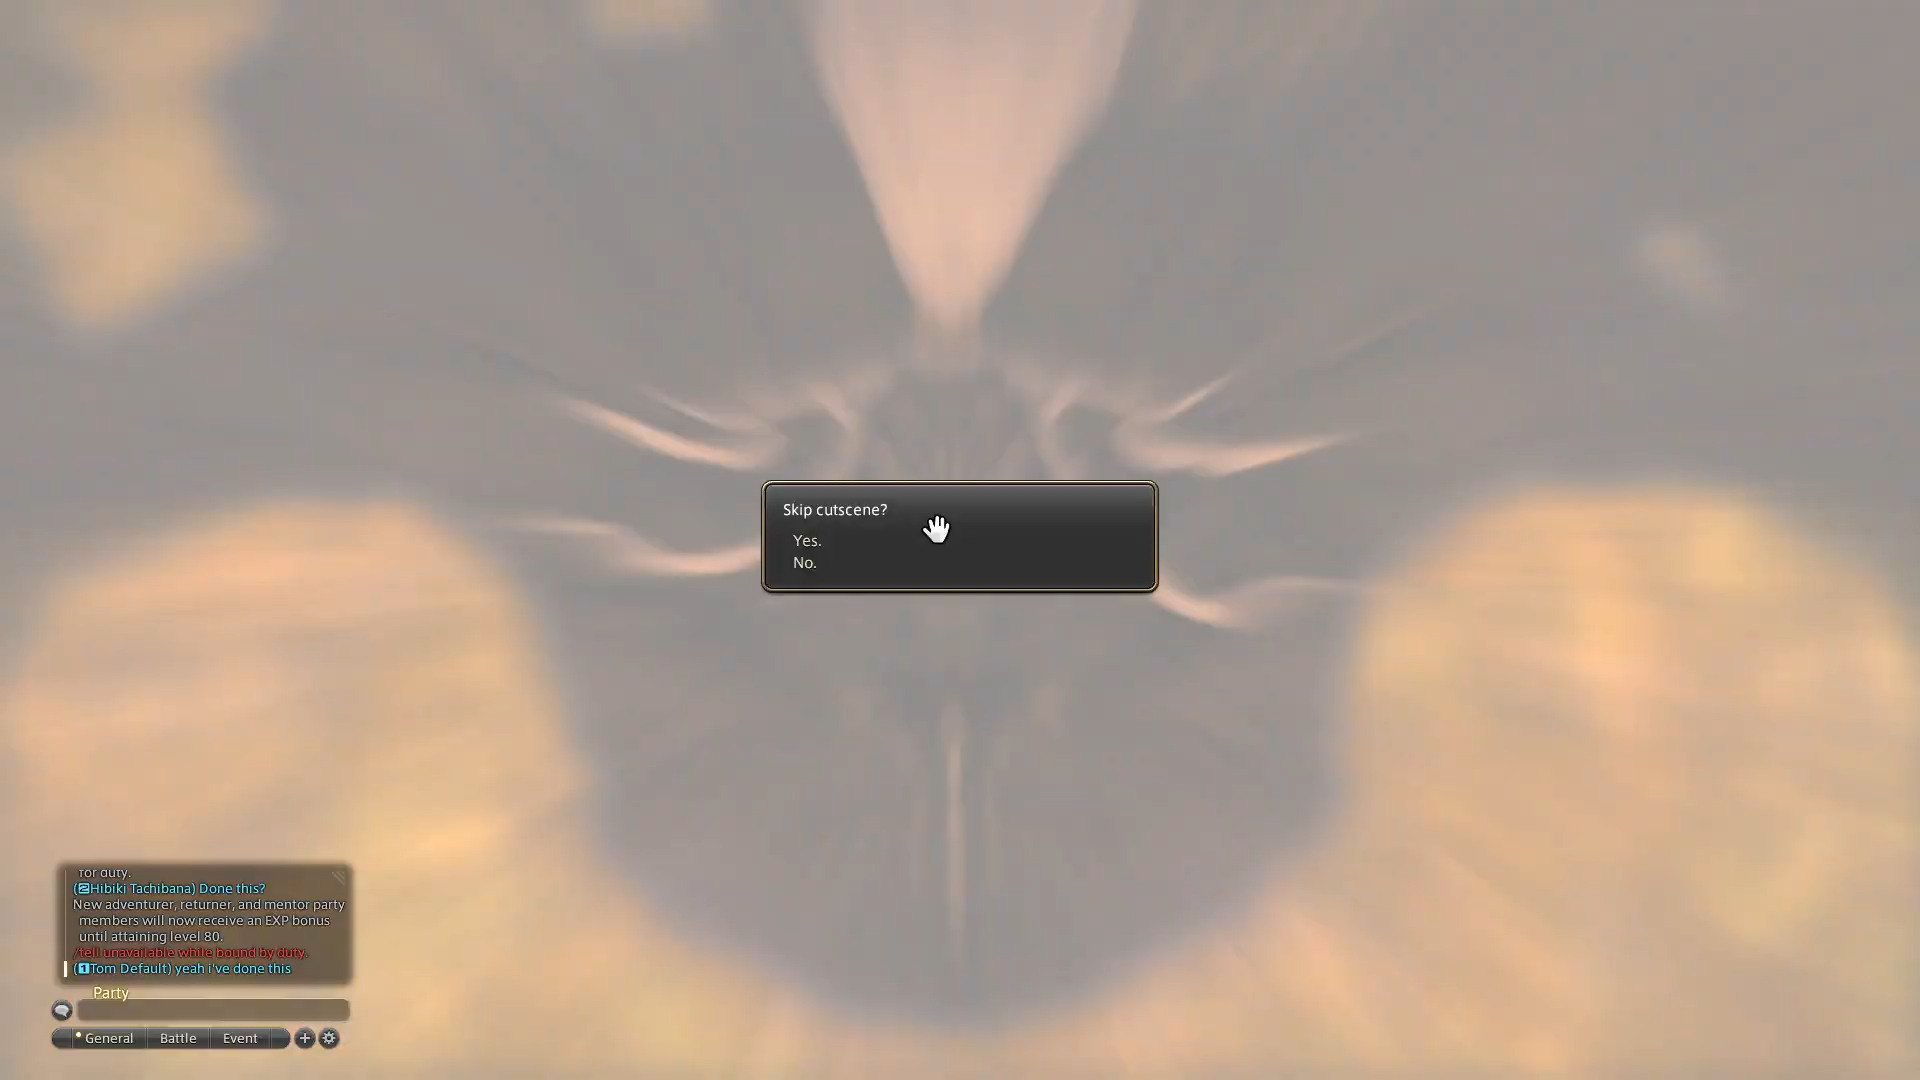 Skip cutscene?
Yes.
No.
for duty.
(2Hibiki Tachibana) Done this?
New adventurer, returner, and mentor party
members will now receive an EXP bonus
until attaining level 80.
/tell unavailable while bound by duty.
(1Tom Default) yeah i've done this
Party
General Battle Event